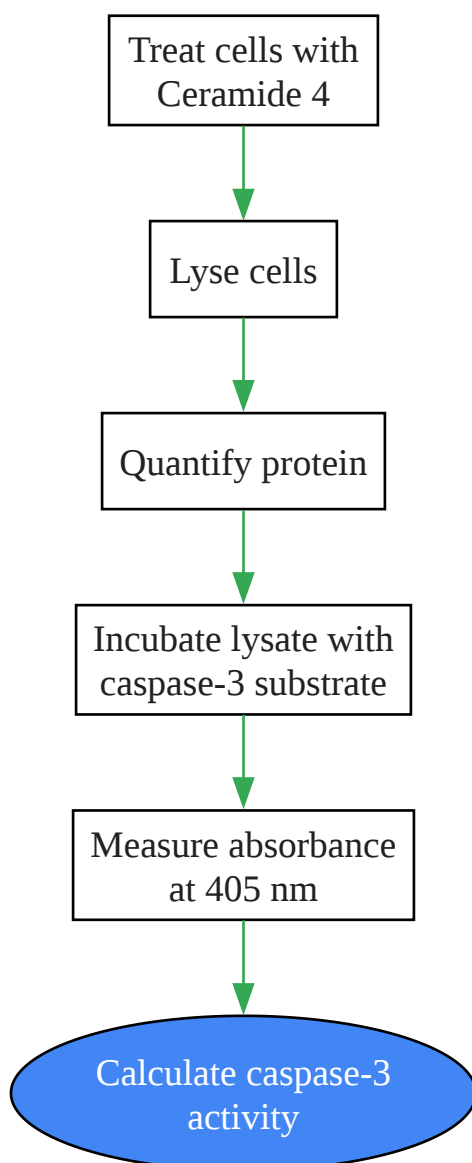 Treat cells with
Ceramide 4
Lyse cells
Quantify protein
Incubate lysate with
caspase-3 substrate
Measure absorbance
at 405 nm
Calculate caspase-3
activity